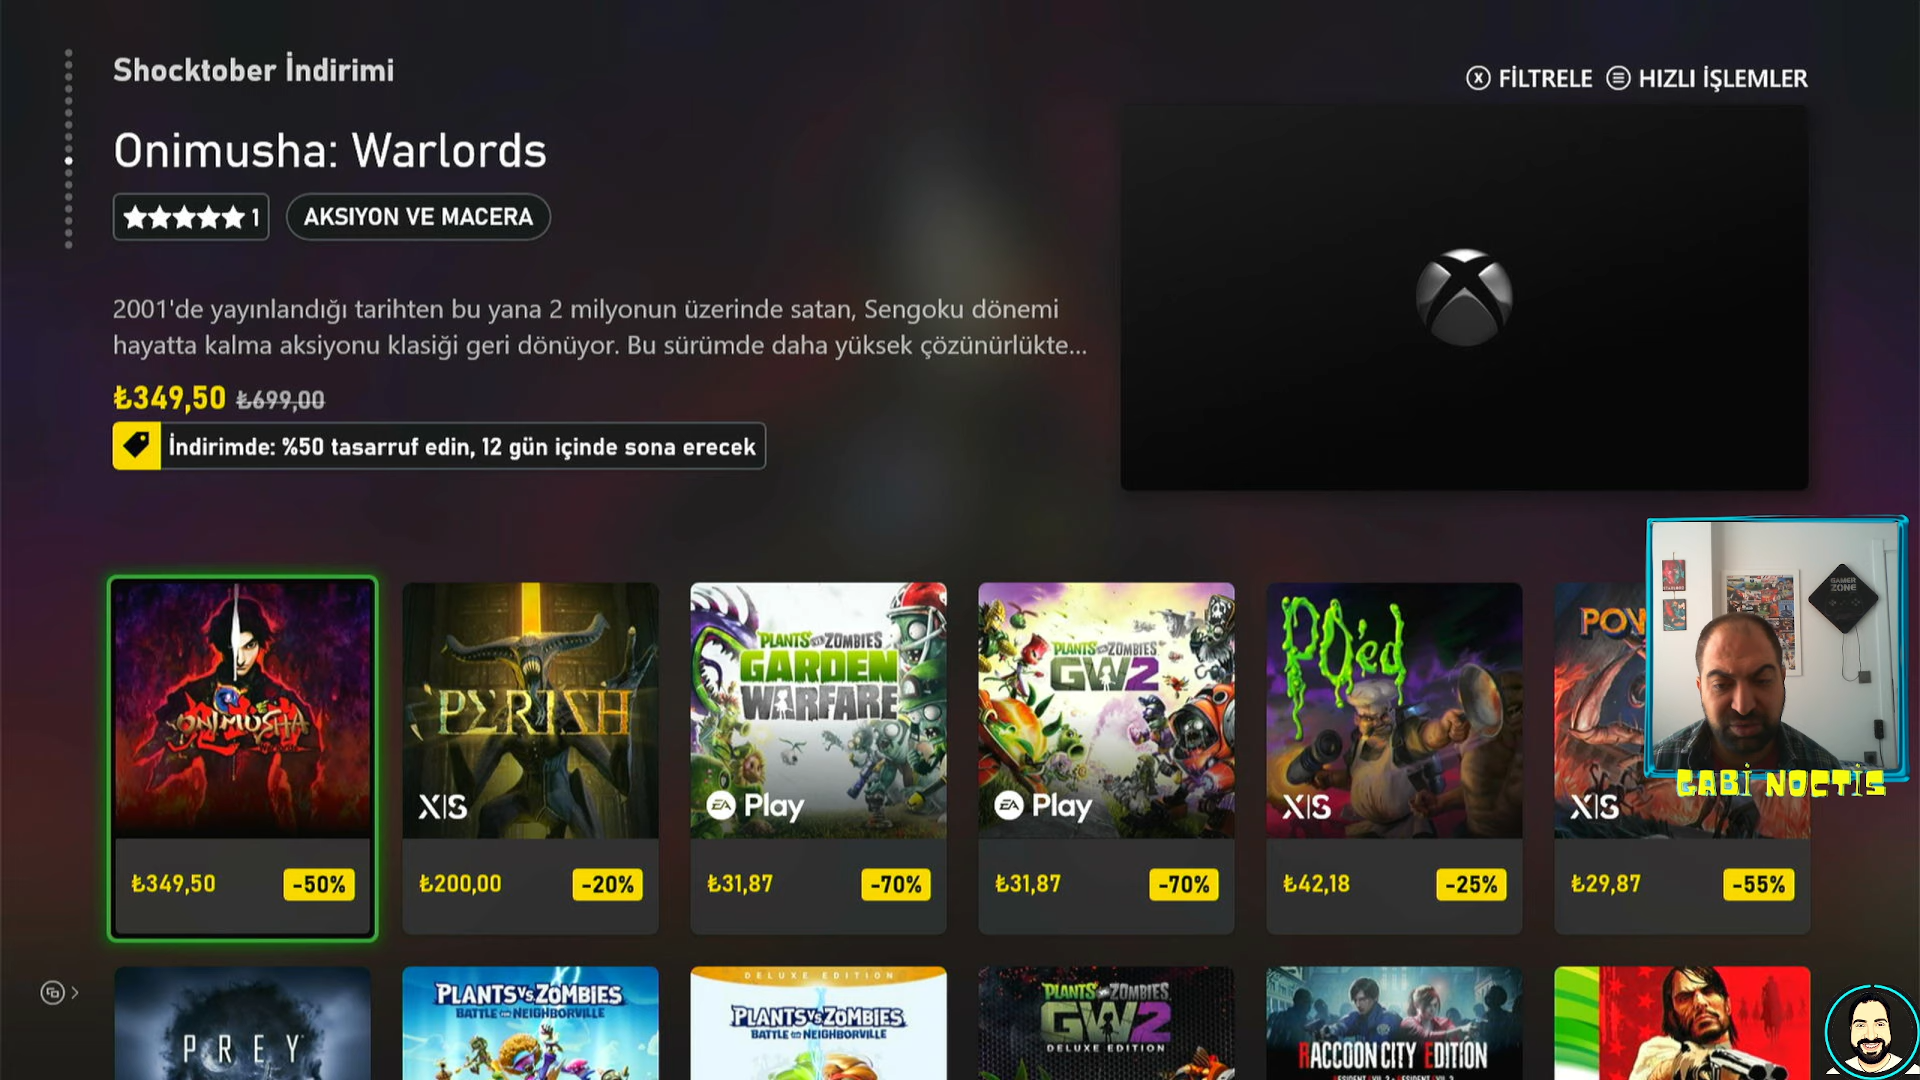 Shocktober İndirimi
FİLTRELE
HIZLI İŞLEMLER
Onimusha: Warlords
1
AKSIYON VE MACERA
2001'de yayınlandığı tarihten bu yana 2 milyonun üzerinde satan, Sengoku dönemi
hayatta kalma aksiyonu klasiği geri dönüyor. Bu sürümde daha yüksek çözünürlükte...
₺349,50 ₺699,00
İndirimde: %50 tasarruf edin, 12 gün içinde sona erecek
ONIMUSHA
PERISH
X|S
PLANTS VS ZOMBIES
GARDEN
WARFARE
EA Play
PLANTS VS ZOMBIES
GW2
EA Play
PO'ed
X|S
POW
X|S
GAMER
ZONE
GABİ NOCTİS
₺349,50 -50%
₺200,00 -20%
₺31,87 -70%
₺31,87 -70%
₺42,18 -25%
₺29,87 -55%
PREY
PLANTS VS. ZOMBIES
BATTLE FOR NEIGHBORVILLE
DELUXE EDITION
PLANTS VS. ZOMBIES
BATTLE FOR NEIGHBORVILLE
PLANTS VS ZOMBIES
GW2
DELUXE EDITION
RACCOON CITY EDITION